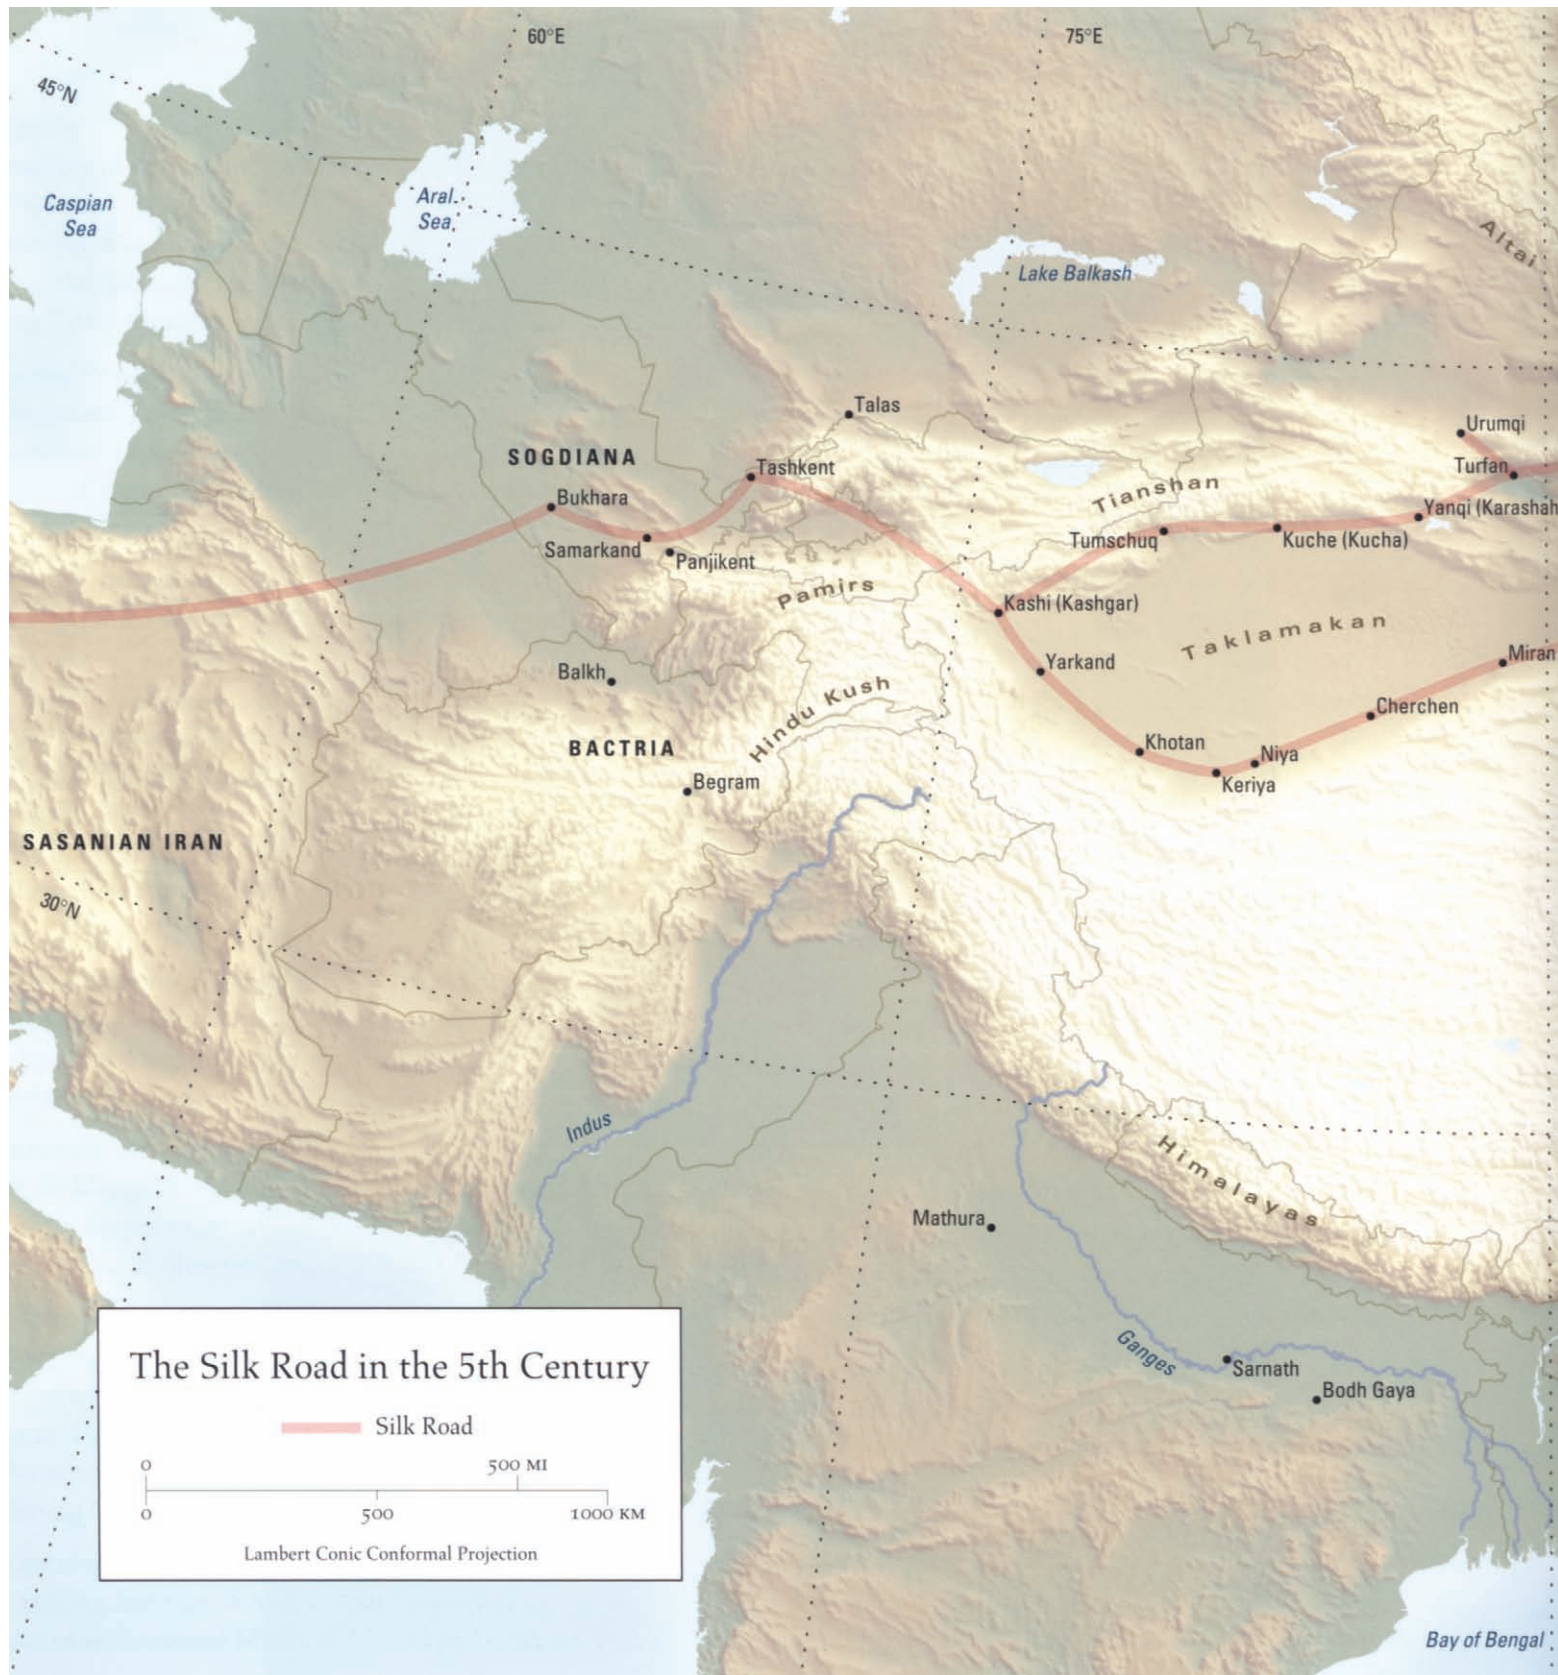 60°E
75°E
45°N
Caspian
Sea
Aral
Sea
Altai
Lake Balkash
Talas
Urumqi
SOGDIANA
Tashkent
Turfan
Tianshan
Bukhara
Yanqi (Karashah
Samarkand
Tumschuq
Kuche (Kucha)
Panjikent
Pamirs
Kashi (Kashgar)
Taklamakan
Miran
Yarkand
Balkh
Hindu Kush
Cherchen
BACTRIA
Khotan
Niya
Begram
Keriya
SASANIAN IRAN
30°N
Indus
Himalayas
Mathura
Ganges
Sarnath
Bodh Gaya
The Silk Road in the 5th Century
Silk Road
0 500 MI
0 500 1000 KM
Lambert Conic Conformal Projection
Bay of Bengal